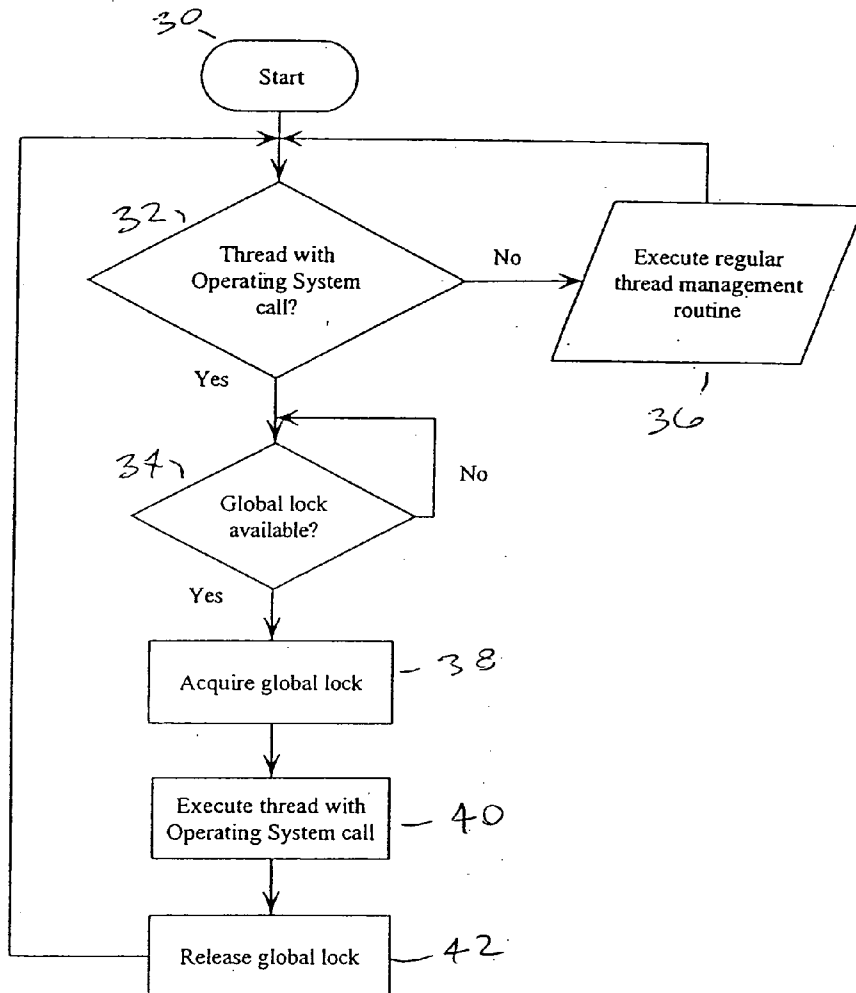 30
Start
32
Thread with
Operating System
call?
No
Execute regular
thread management
routine
Yes
36
34
No
Global lock
available?
Yes
Acquire global lock
38
Execute thread with
Operating System call
40
Release global lock
42